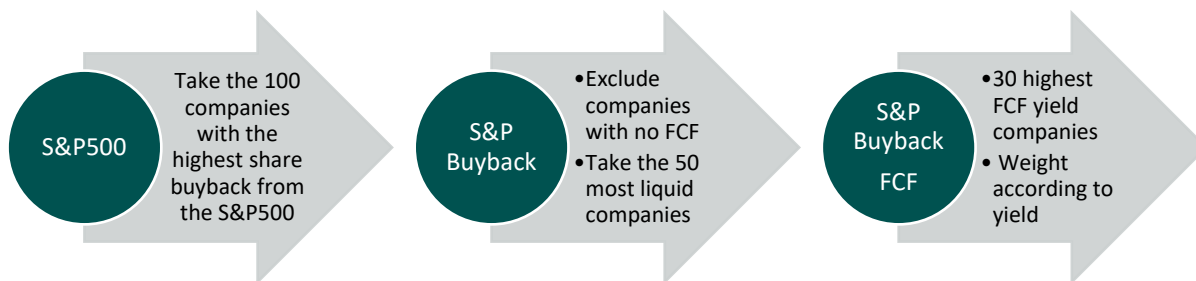 S&P500
Take the 100
companies
with the
highest share
buyback from
the S&P500
S&P
Buyback
•Exclude
companies
with no FCF
•Take the 50
most liquid
companies
S&P
Buyback
FCF
•30 highest
FCF yield
companies
• Weight
according to
yield